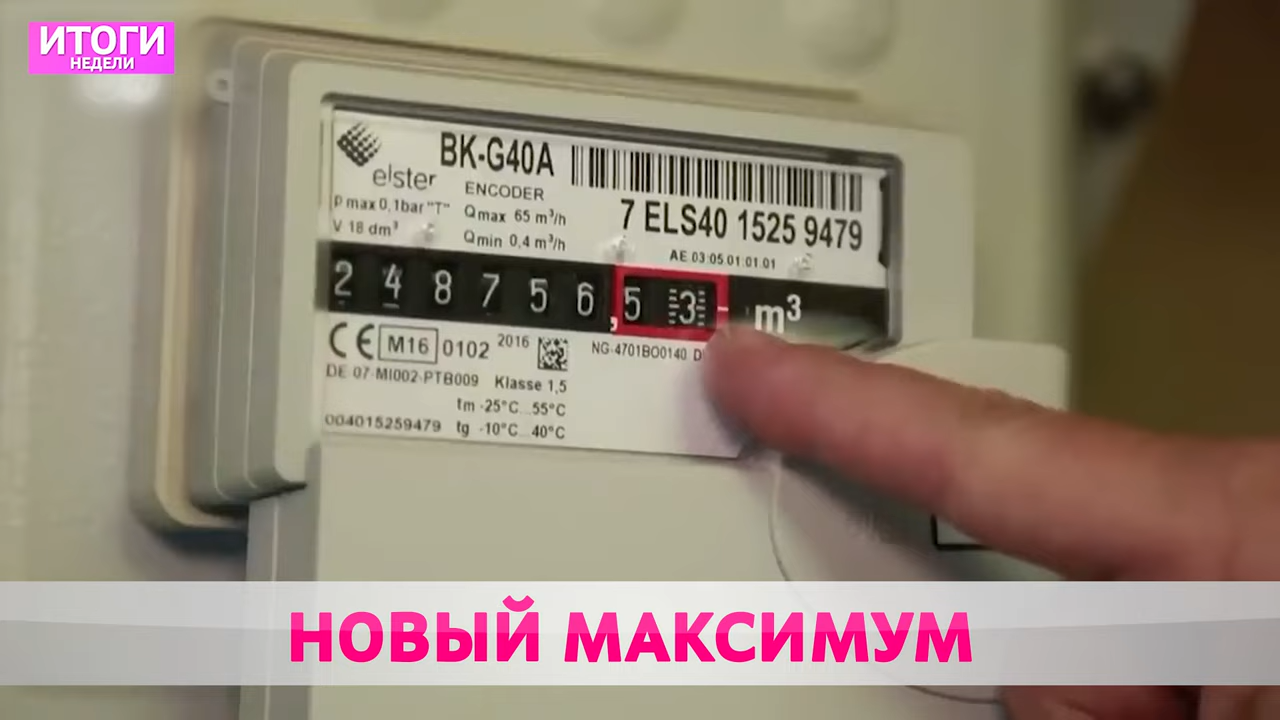 ИТОГИ
НЕДЕЛИ
elster
BK-G40A
ENCODER
p max 0,1bar "T"
V 18 dm³
Qmax 65 m³/h
Qmin 0,4 m³/h
7 ELS40 1525 9479
AE.03.05.01.01.01
2 4 8 7 5 6 , 5 3 m³
CE M16 0102 2016
NG-4701BO0140
DE-07-MI002-PTB009 Klasse 1,5
tm -25°C...55°C
004015259479 tg -10°C...40°C
НОВЫЙ МАКСИМУМ